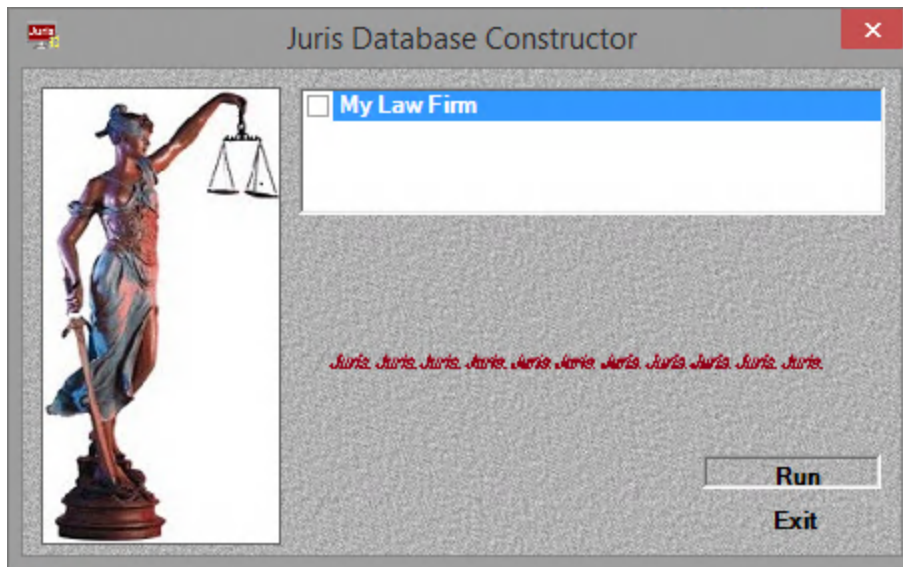 Juris
Juris Database Constructor
My Law Firm
Juris. Juris. Juris. Juris. Juris. Juris. Juris. Juris. Juris. Juris. Juris.
Run
Exit